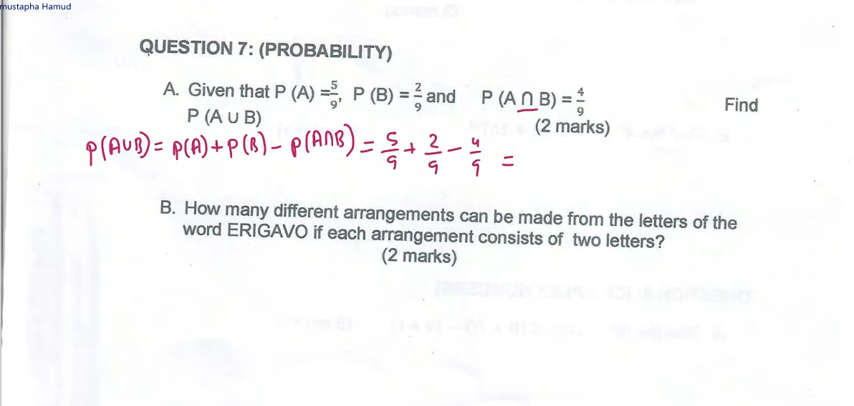 mustapha Hamud
QUESTION 7: (PROBABILITY)
A. Given that P (A) = 5/9, P (B) = 2/9 and P (A ∩ B) = 4/9 Find
P (A ∪ B) (2 marks)
P(A∪B) = P(A) + P(B) - P(A∩B) = 5/9 + 2/9 - 4/9 =
B. How many different arrangements can be made from the letters of the
word ERIGAVO if each arrangement consists of two letters?
(2 marks)